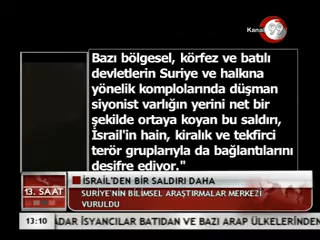 Kanal 99
Bazı bölgesel, körfez ve batılı
devletlerin Suriye ve halkına
yönelik komplolarında düşman
siyonist varlığın yerini net bir
şekilde ortaya koyan bu saldırı,
İsrail'in hain, kiralık ve tekfirci
terör gruplarıyla da bağlantılarını
deşifre ediyor."
13. SAAT
İSRAİL'DEN BİR SALDIRI DAHA
SURİYE'NİN BİLİMSEL ARAŞTIRMALAR MERKEZİ
VURULDU
13:10
ADAR İSYANCILAR BATIDAN VE BAZI ARAP ÜLKELERİNDEN